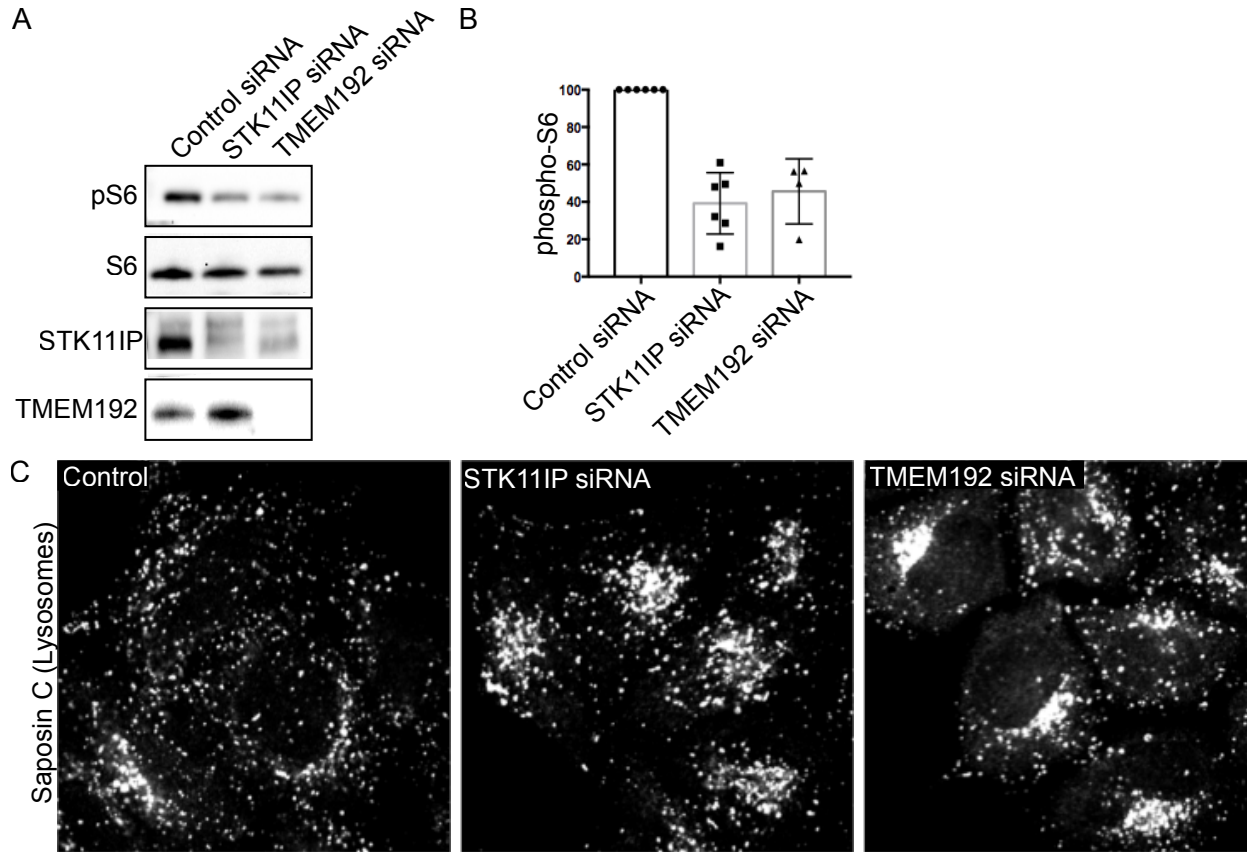 A
Control siRNA
STK11IP siRNA
TMEM192 siRNA
pS6
S6
STK11IP
TMEM192
B
phospho-S6
100
80
60
40
20
0
Control siRNA
STK11IP siRNA
TMEM192 siRNA
C
Saposin C (Lysosomes)
Control
STK11IP siRNA
TMEM192 siRNA